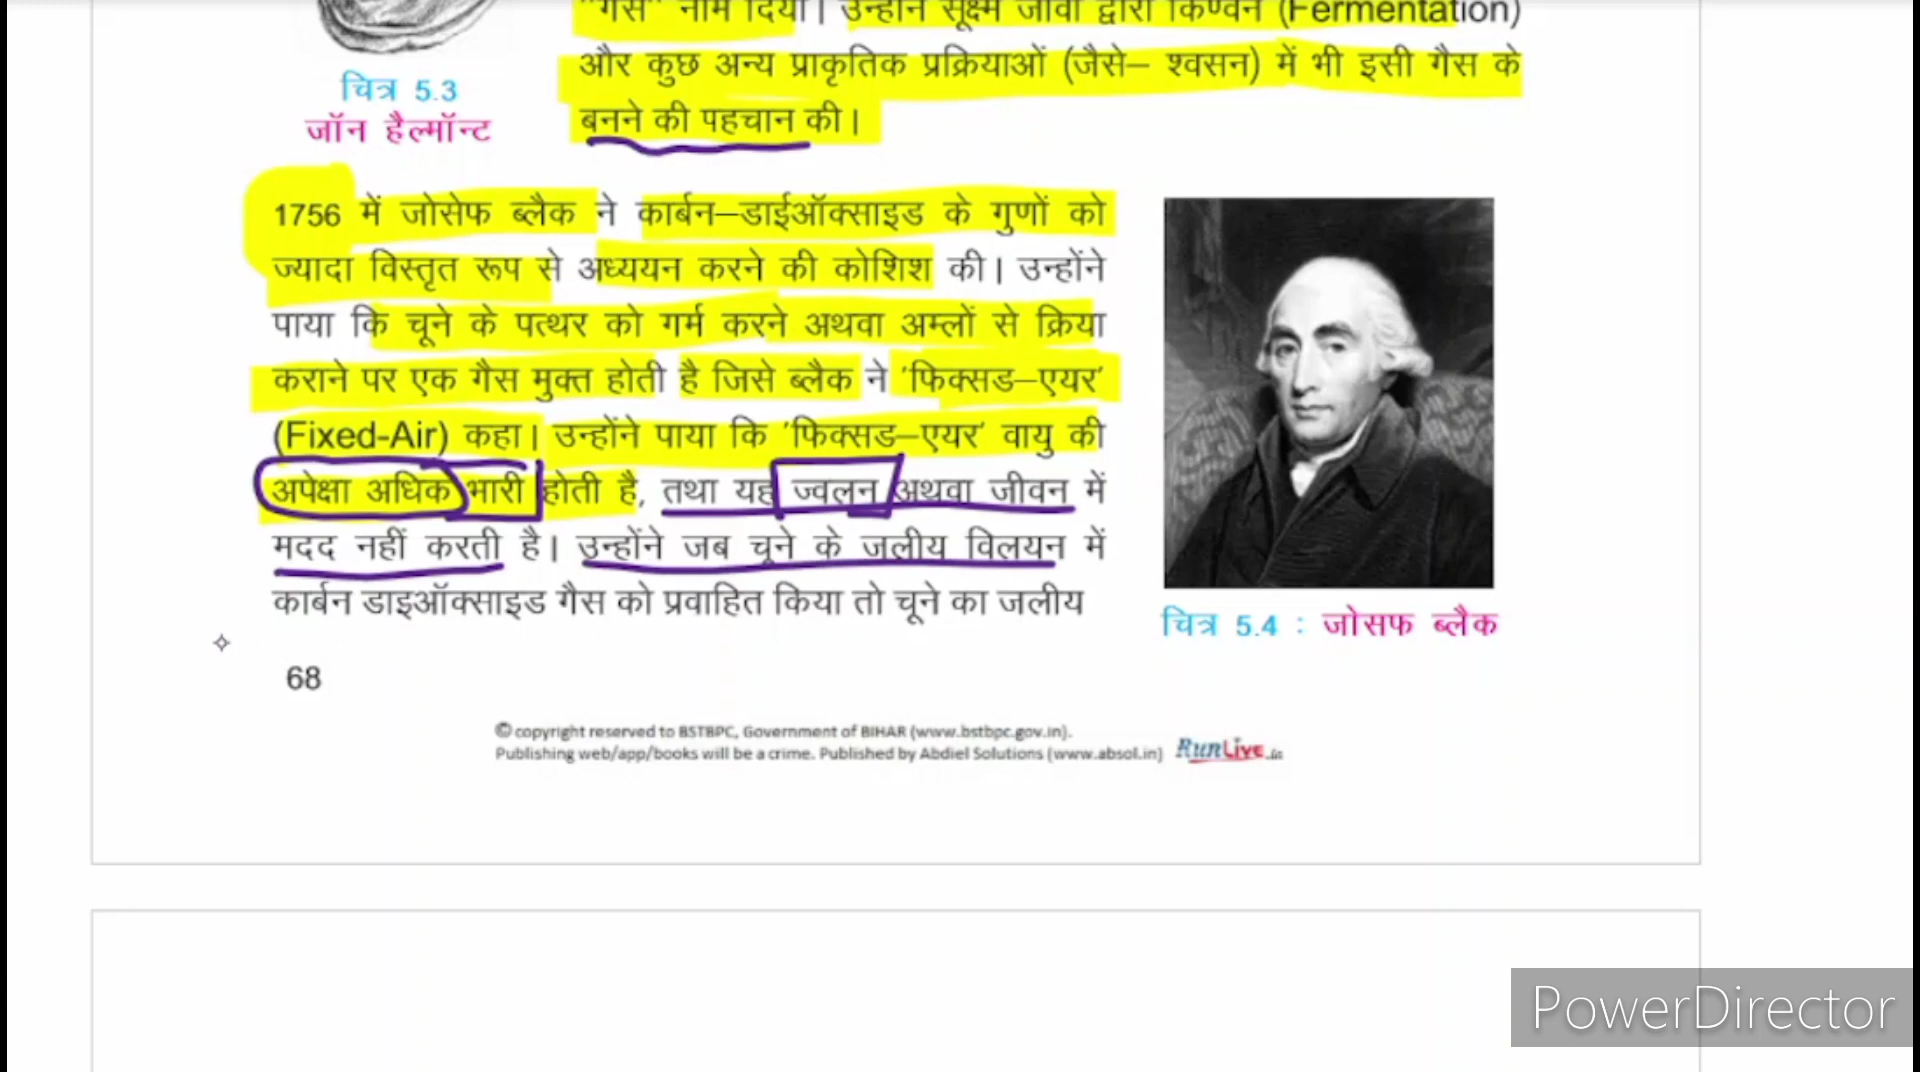 "गैस" नाम दिया। उन्होंने सूक्ष्म जीवों द्वारा किण्वन (Fermentation)
और कुछ अन्य प्राकृतिक प्रक्रियाओं (जैसे– श्वसन) में भी इसी गैस के
बनने की पहचान की।
चित्र 5.3
जॉन हैल्मॉन्ट
1756 में जोसेफ ब्लैक ने कार्बन–डाईऑक्साइड के गुणों को
ज्यादा विस्तृत रूप से अध्ययन करने की कोशिश की। उन्होंने
पाया कि चूने के पत्थर को गर्म करने अथवा अम्लों से क्रिया
कराने पर एक गैस मुक्त होती है जिसे ब्लैक ने 'फिक्सड–एयर'
(Fixed-Air) कहा। उन्होंने पाया कि 'फिक्सड–एयर' वायु की
अपेक्षा अधिक भारी होती है, तथा यह ज्वलन अथवा जीवन में
मदद नहीं करती है। उन्होंने जब चूने के जलीय विलयन में
कार्बन डाइऑक्साइड गैस को प्रवाहित किया तो चूने का जलीय
चित्र 5.4 : जोसफ ब्लैक
68
© copyright reserved to BSTBPC, Government of BIHAR (www.bstbpc.gov.in).
Publishing web/app/books will be a crime. Published by Abdiel Solutions (www.absol.in) RunLive.in
PowerDirector